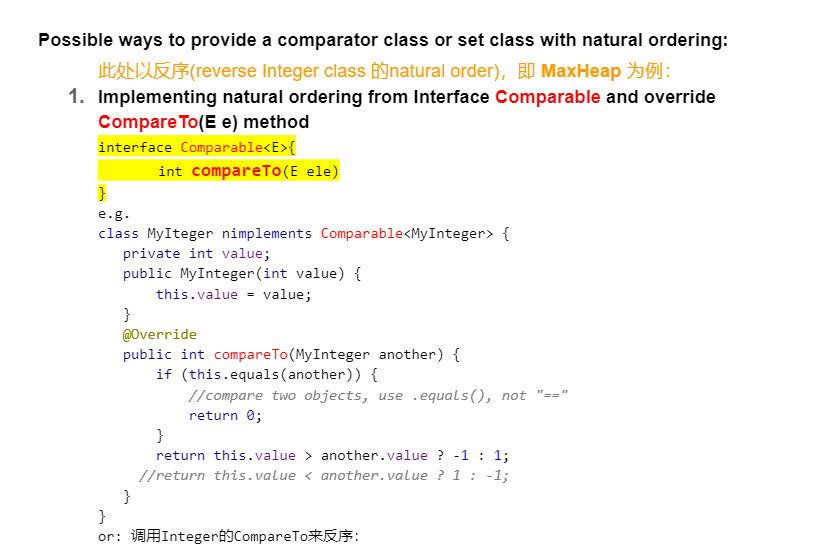 Possible ways to provide a comparator class or set class with natural ordering:
此处以反序(reverse Integer class 的natural order)，即 MaxHeap 为例：
1. Implementing natural ordering from Interface Comparable and override
CompareTo(E e) method
interface Comparable<E>{
int compareTo(E ele)
}
e.g.
class MyIteger nimplements Comparable<MyInteger> {
private int value;
public MyInteger(int value) {
this.value = value;
}
@Override
public int compareTo(MyInteger another) {
if (this.equals(another)) {
//compare two objects, use .equals(), not "=="
return 0;
}
return this.value > another.value ? -1 : 1;
//return this.value < another.value ? 1 : -1;
}
}
or: 调用Integer的CompareTo来反序：